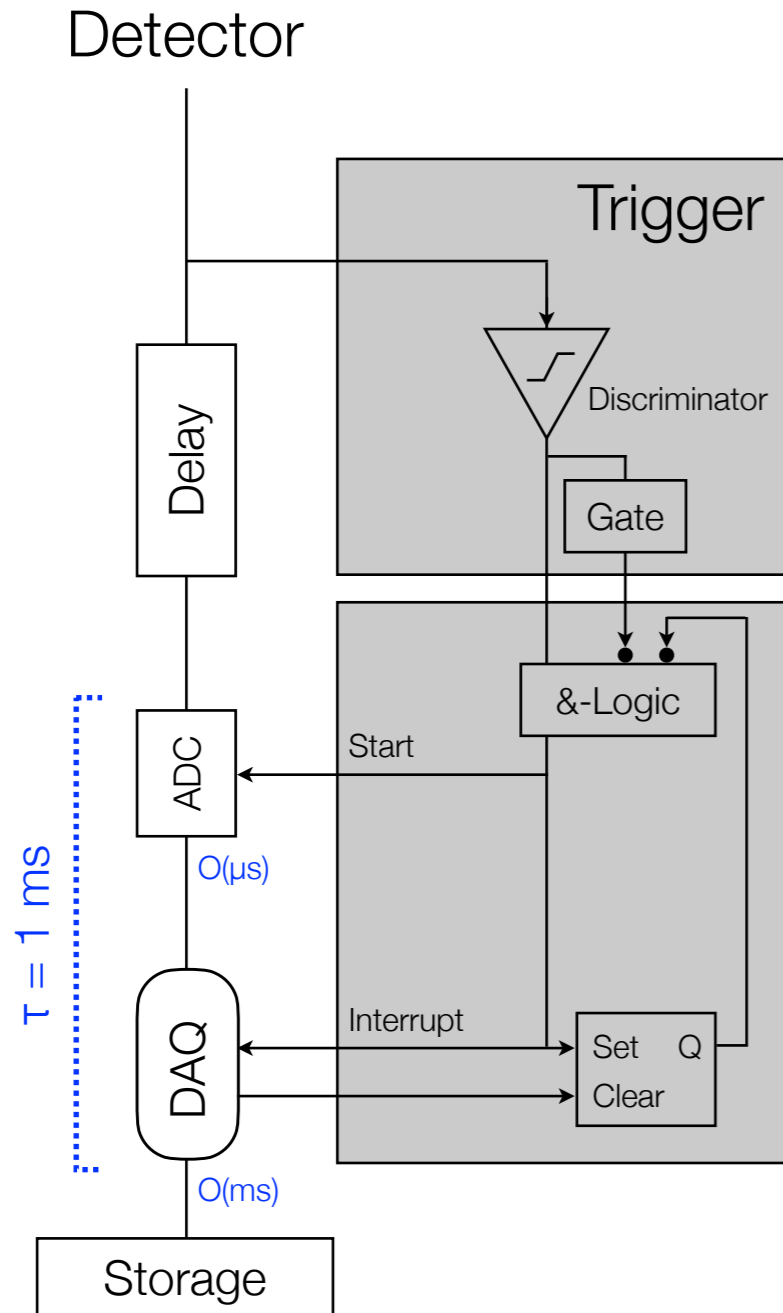 Detector
Trigger
Discriminator
Delay
Gate
&-Logic
Start
ADC
O(µs)
τ = 1 ms
Interrupt
Set Q
DAQ
Clear
O(ms)
Storage